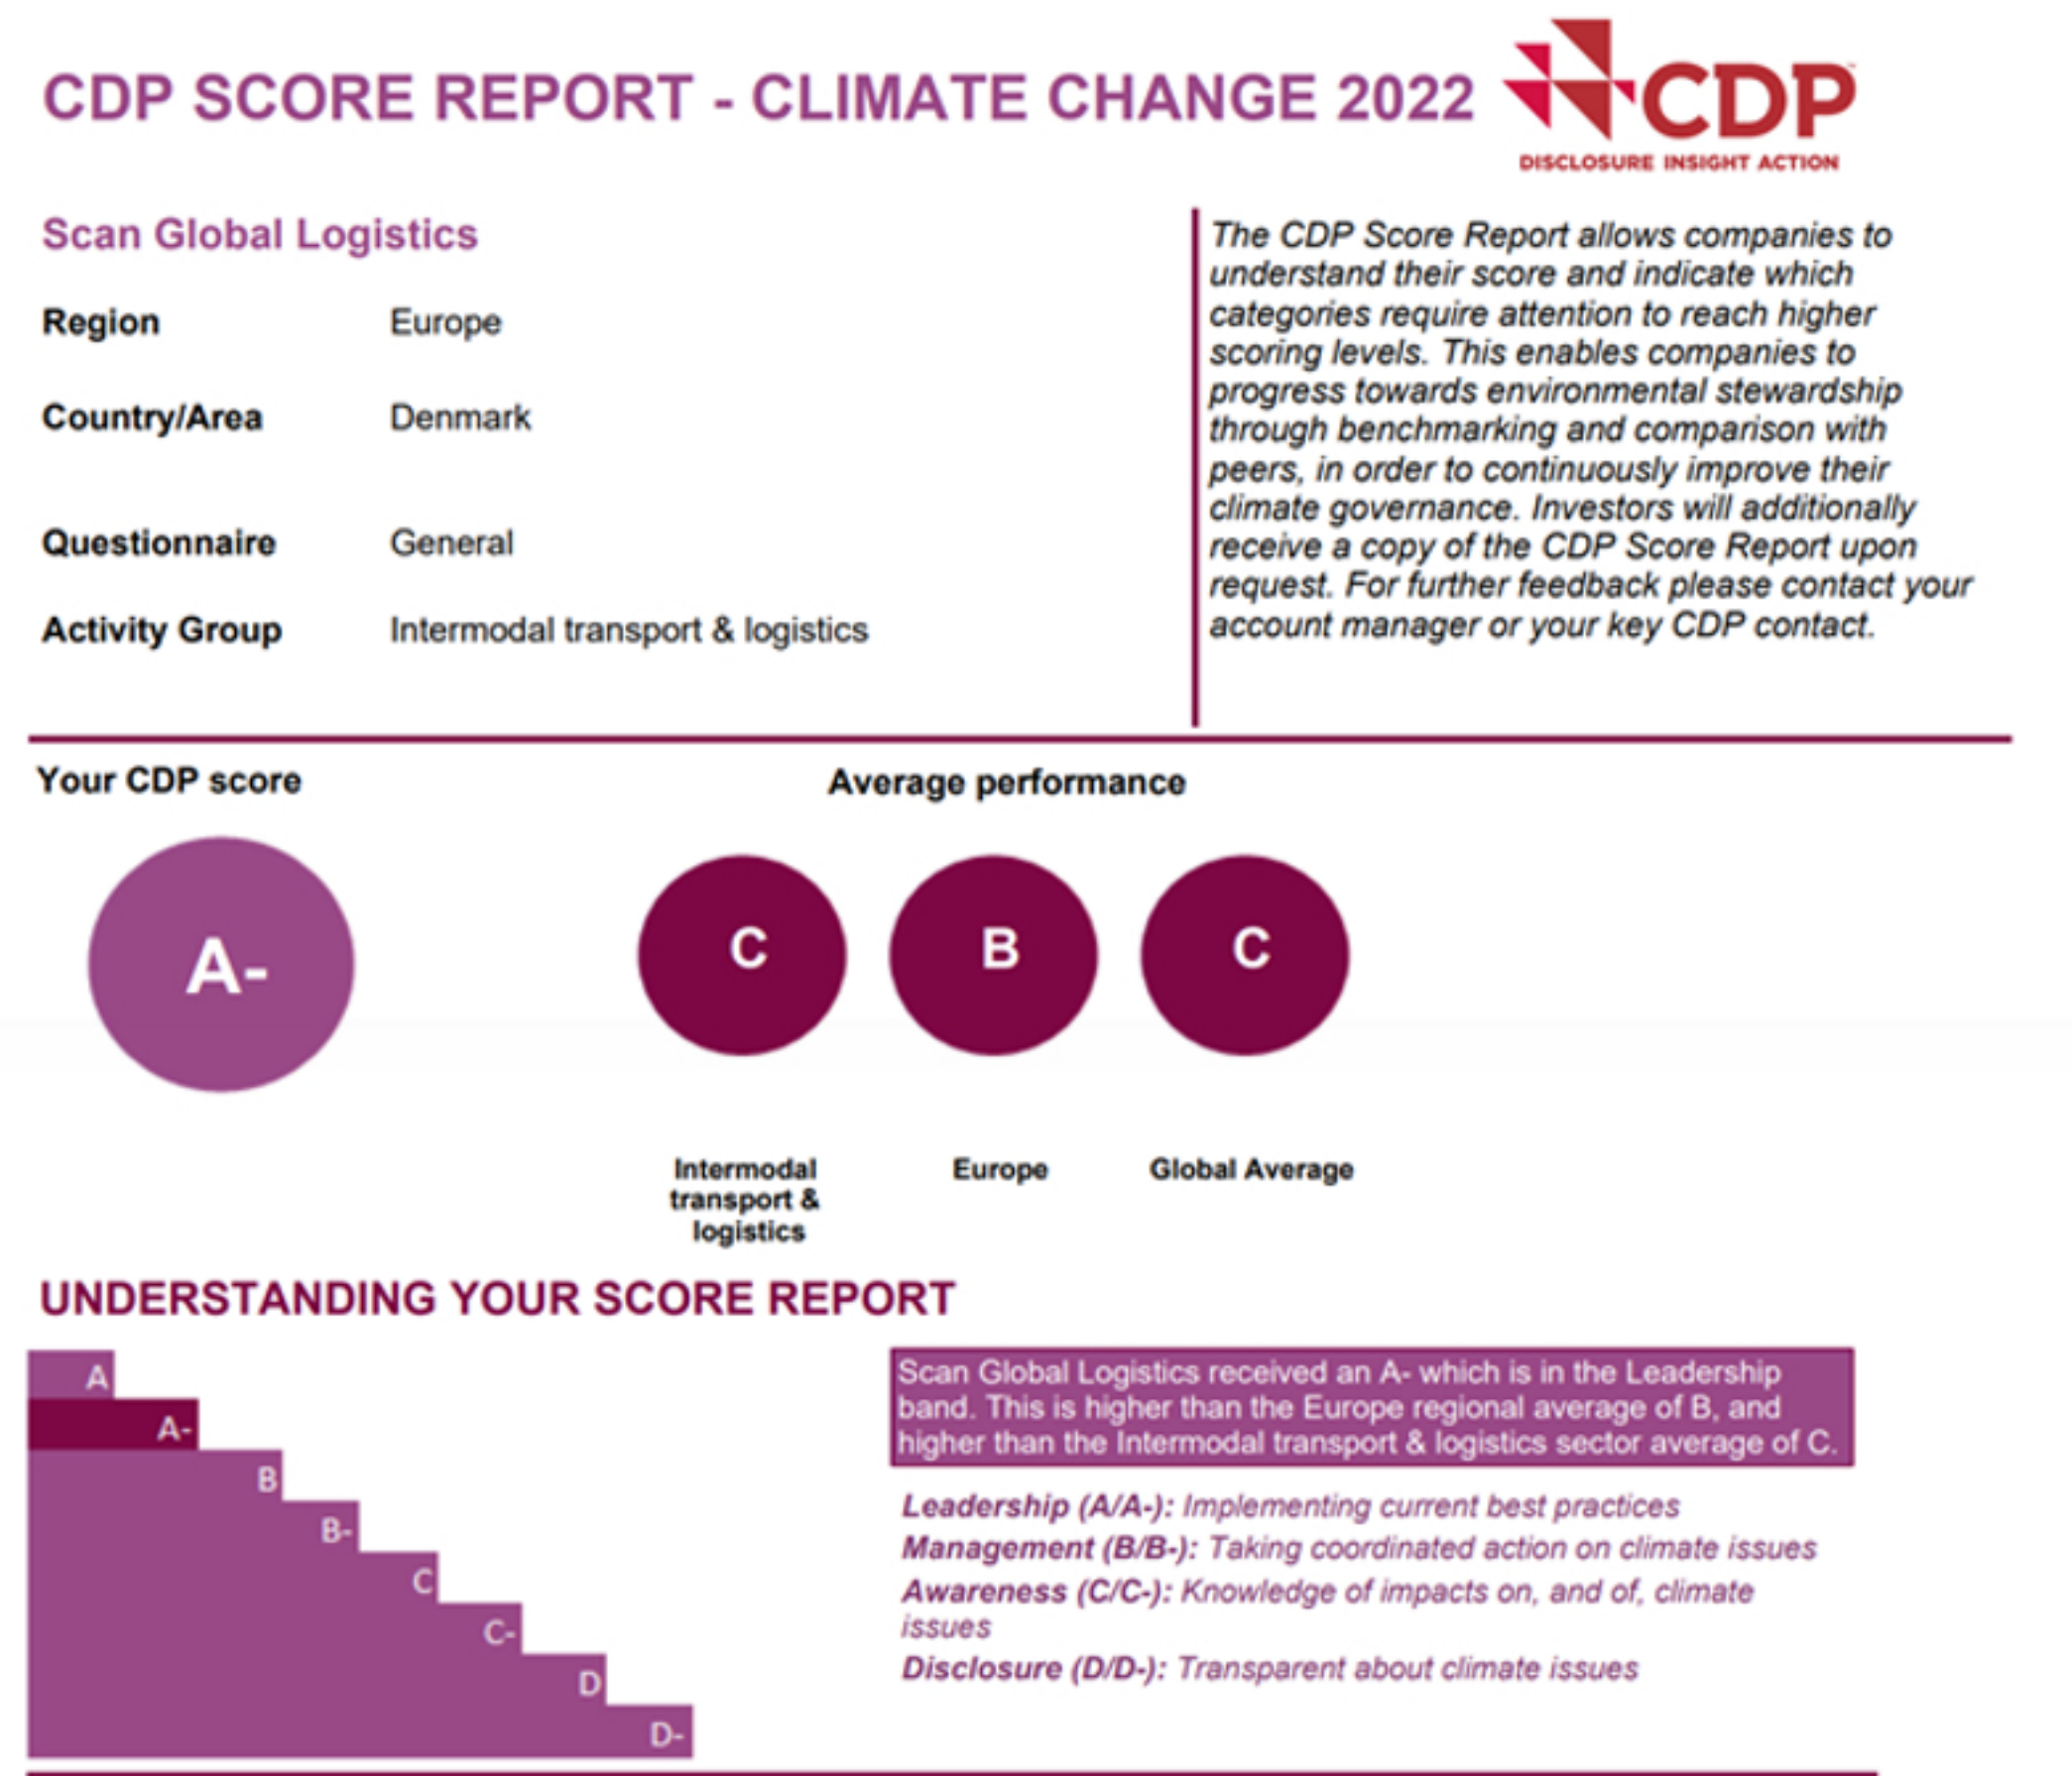 CDP SCORE REPORT - CLIMATE CHANGE 2022
CDP
DISCLOSURE INSIGHT ACTION
Scan Global Logistics
Region Europe
Country/Area Denmark
Questionnaire General
Activity Group Intermodal transport & logistics
The CDP Score Report allows companies to
understand their score and indicate which
categories require attention to reach higher
scoring levels. This enables companies to
progress towards environmental stewardship
through benchmarking and comparison with
peers, in order to continuously improve their
climate governance. Investors will additionally
receive a copy of the CDP Score Report upon
request. For further feedback please contact your
account manager or your key CDP contact.
Your CDP score
A-
Average performance
C B C
Intermodal
transport &
logistics
Europe
Global Average
UNDERSTANDING YOUR SCORE REPORT
A
A-
B
B-
C
C-
D
D-
Scan Global Logistics received an A- which is in the Leadership
band. This is higher than the Europe regional average of B, and
higher than the Intermodal transport & logistics sector average of C.
Leadership (A/A-): Implementing current best practices
Management (B/B-): Taking coordinated action on climate issues
Awareness (C/C-): Knowledge of impacts on, and of, climate
issues
Disclosure (D/D-): Transparent about climate issues